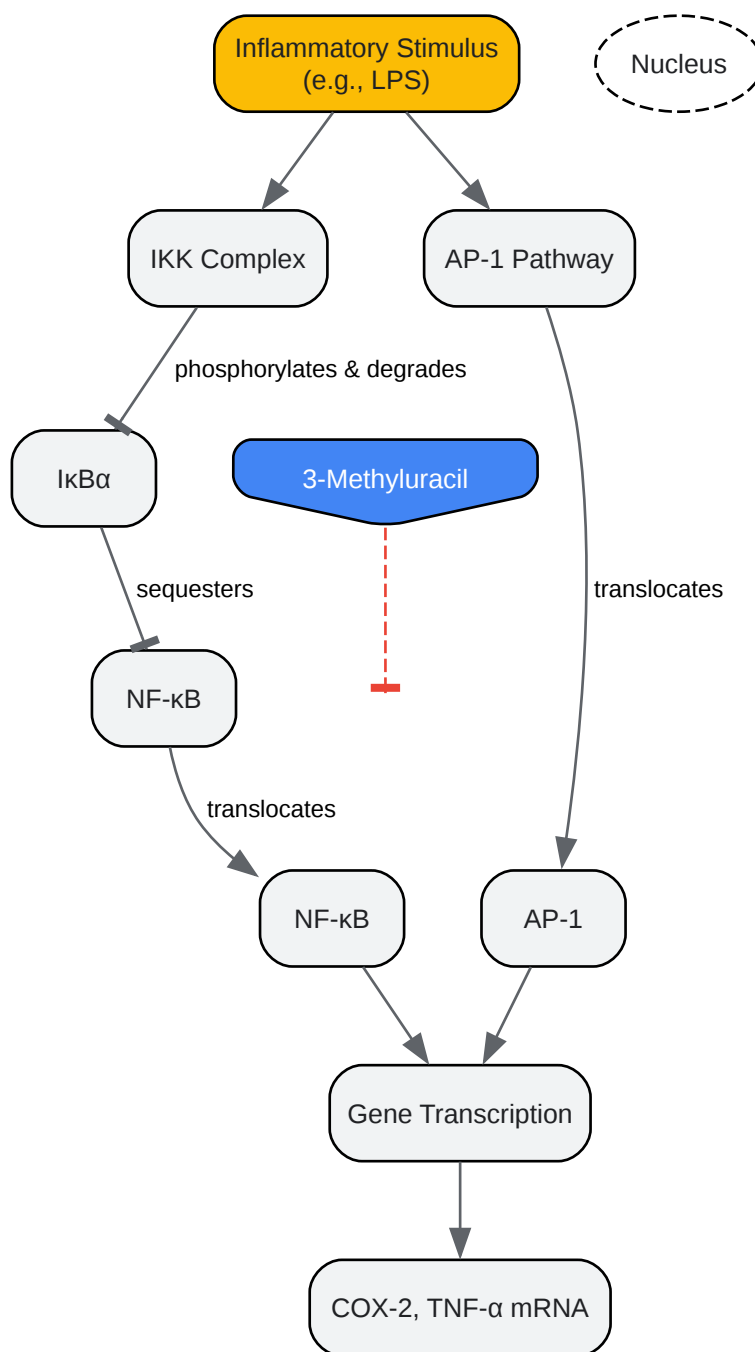 Inflammatory Stimulus
(e.g., LPS)
Nucleus
IKK Complex
AP-1 Pathway
phosphorylates & degrades
IκBα
3-Methyluracil
sequesters
translocates
NF-κB
translocates
NF-κB
AP-1
Gene Transcription
COX-2, TNF-α mRNA